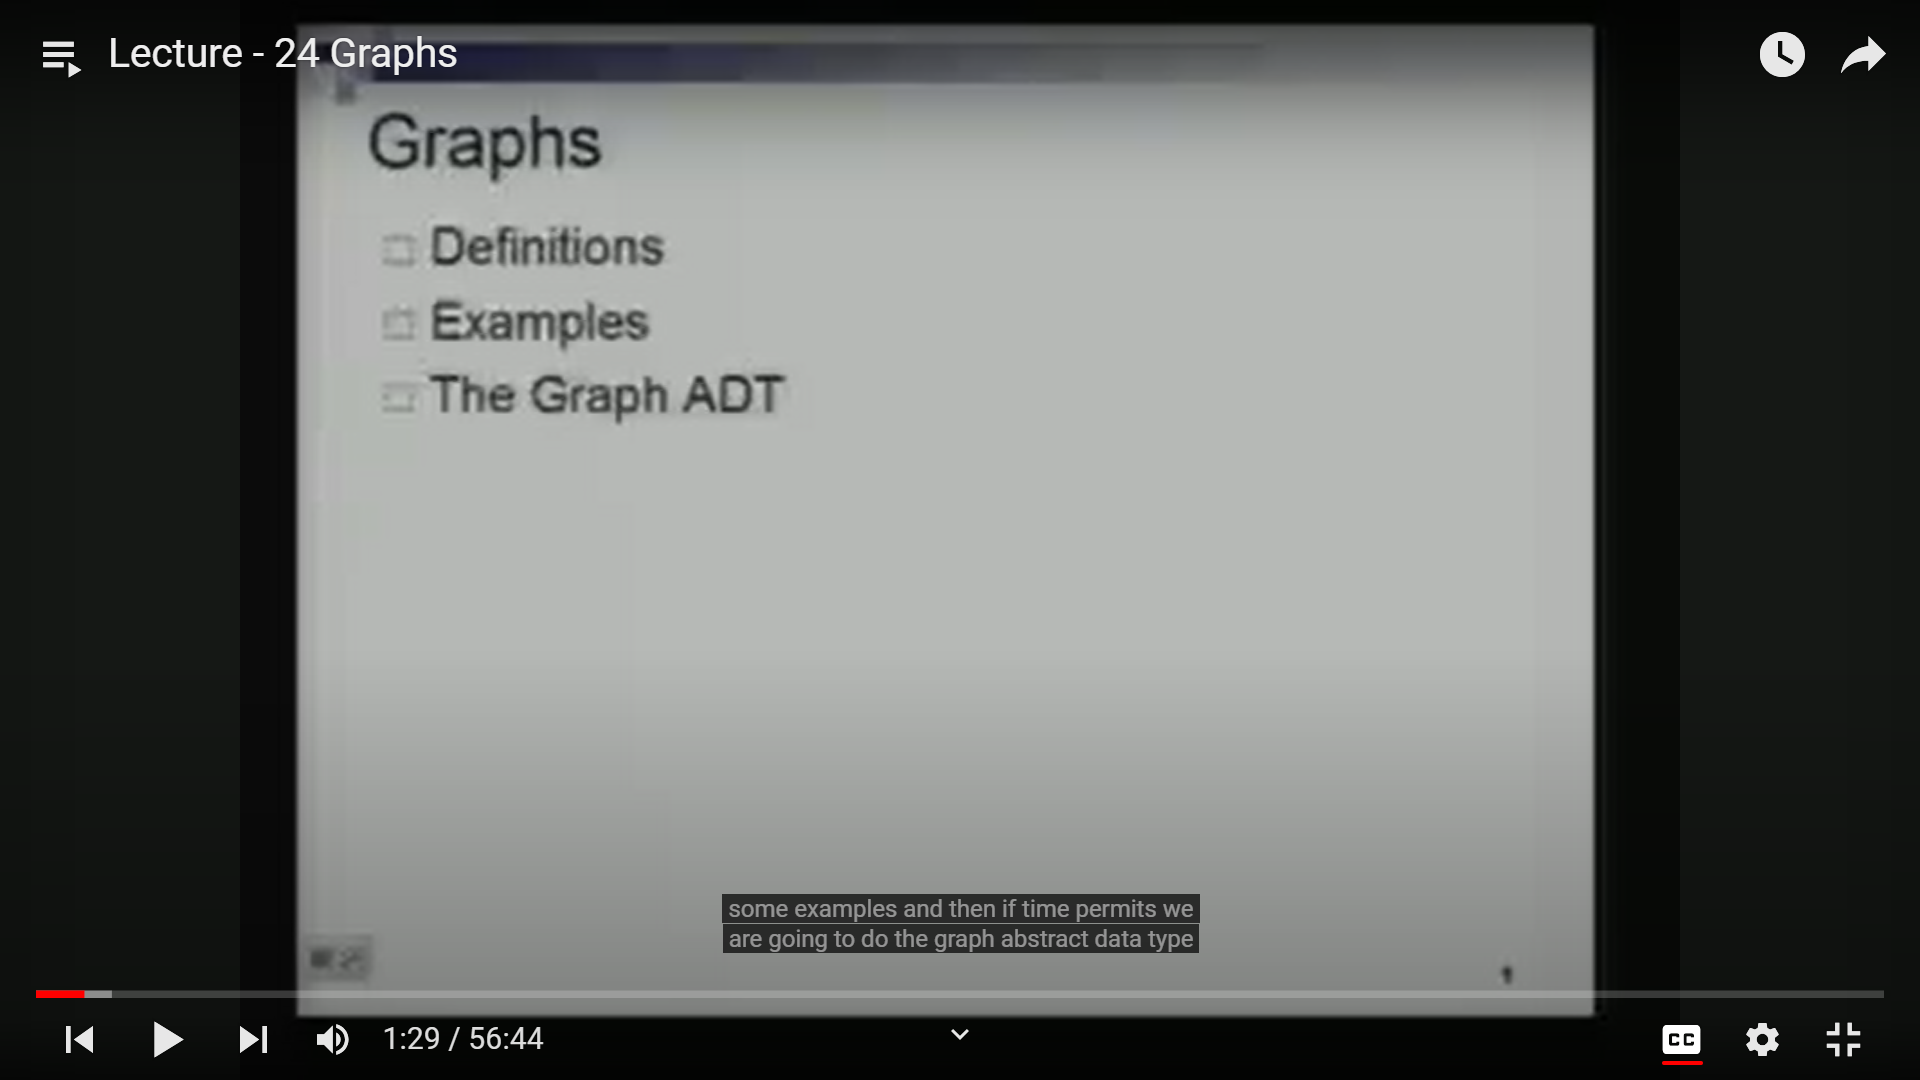 Lecture - 24 Graphs
Graphs
Definitions
Examples
The Graph ADT
some examples and then if time permits we
are going to do the graph abstract data type
1:29 / 56:44
CC